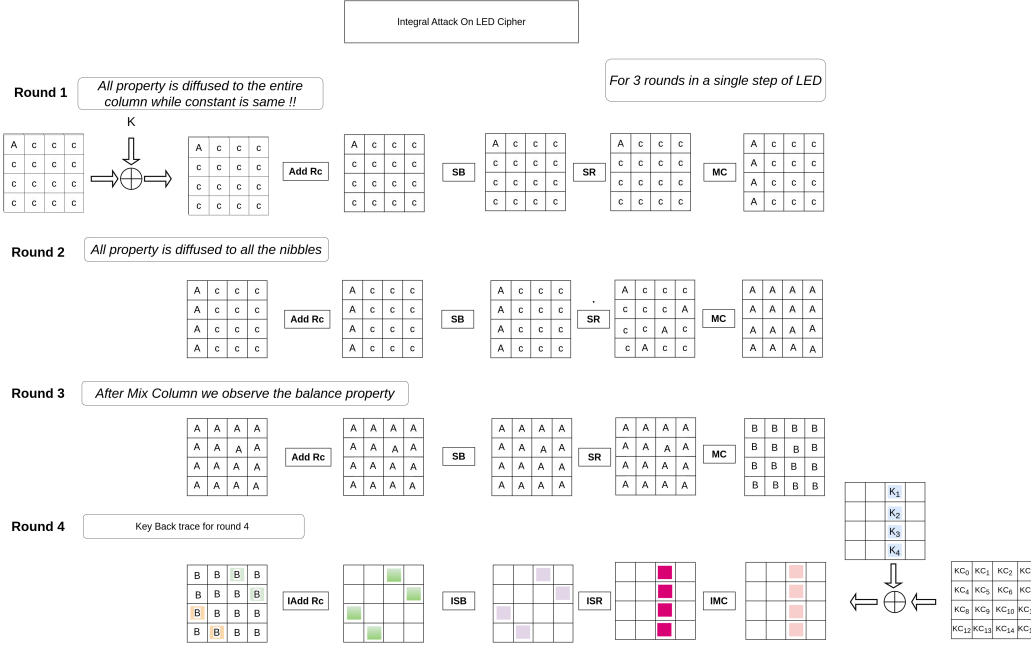 Integral Attack On LED Cipher
Round 1
All property is diffused to the entire
column while constant is same !!
For 3 rounds in a single step of LED
K
A c c c A c c c A c c c A c c c A c c c A c c c
c c c c c c c c c c c c c c c c c c c c A c c c
Add Rc SB SR MC
c c c c c c c c c c c c c c c c c c c c A c c c
c c c c c c c c c c c c c c c c c c c c A c c c
Round 2
All property is diffused to all the nibbles
A c c c A c c c A c c c A c c c A A A A
A c c c A c c c A c c c c c c A A A A A
Add Rc SB SR MC
A c c c A c c c A c c c c c A c A A A A
A c c c A c c c A c c c c A c c A A A A
Round 3
After Mix Column we observe the balance property
A A A A A A A A A A A A A A A A B B B B
A A A A A A A A A A A A A A A A B B B B
Add Rc SB SR MC
A A A A A A A A A A A A A A A A B B B B
A A A A A A A A A A A A A A A A B B B B
K1
K2
K3
K4
Round 4
Key Back trace for round 4
B B B B
B B B B
IAdd Rc ISB ISR IMC
B B B B
B B B B
KC0 KC1 KC2
KC4 KC5 KC6
KC8 KC9 KC10
KC12 KC13 KC14